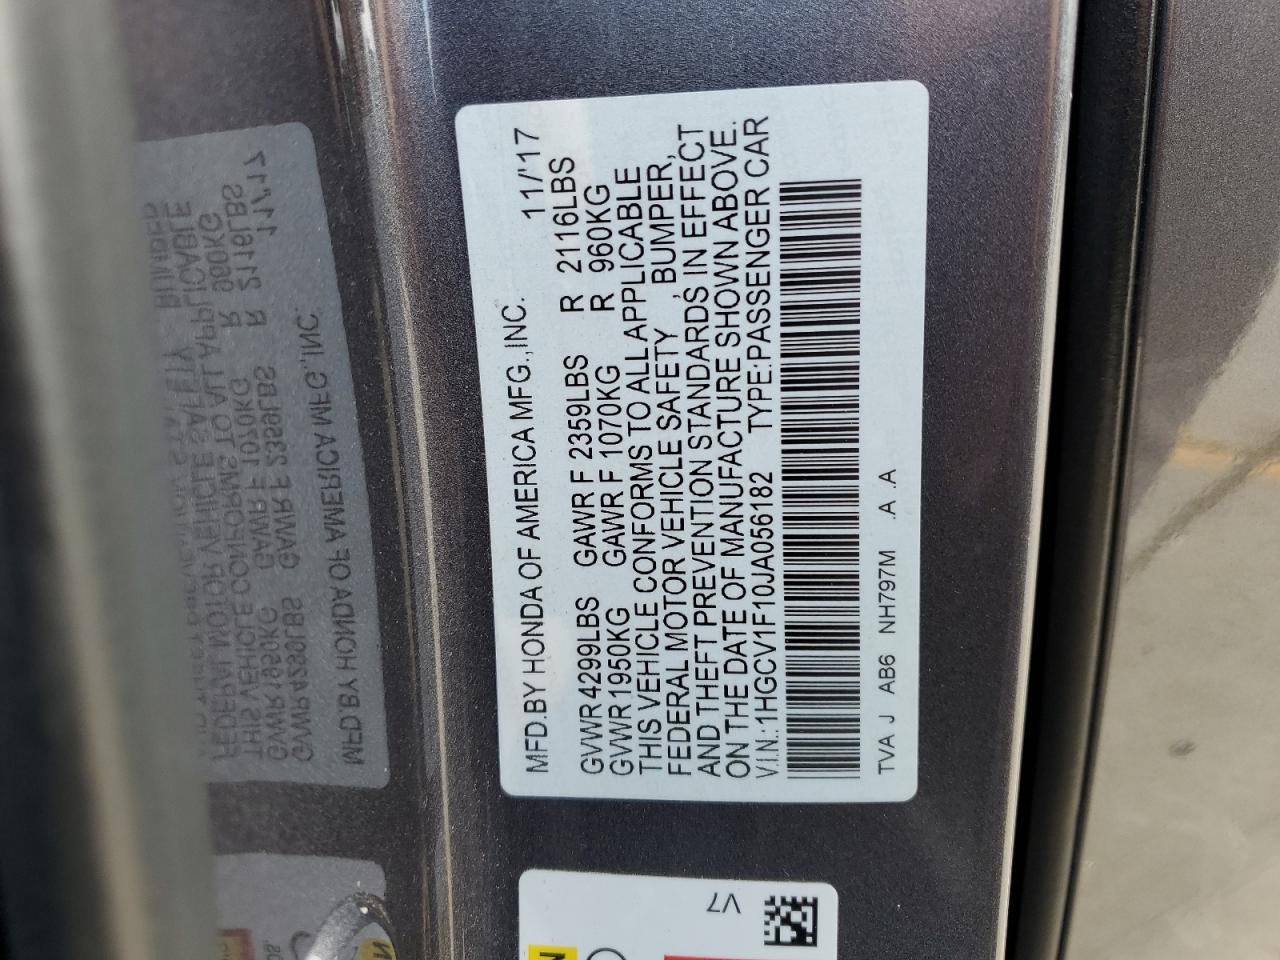 MFD.BY HONDA OF AMERICA MFG.,INC. 11/'17
GVWR 4299LBS GAWR F 2359LBS R 2116LBS
GVWR 1950KG GAWR F 1070KG R 960KG
THIS VEHICLE CONFORMS TO ALL APPLICABLE
FEDERAL MOTOR VEHICLE SAFETY , BUMPER,
AND THEFT PREVENTION STANDARDS, IN EFFECT
ON THE DATE OF MANUFACTURE SHOWN ABOVE.
V.I.N.:1HGCV1F10JA056182 TYPE:PASSENGER CAR
TVA J AB6 NH797M .A .A
V7